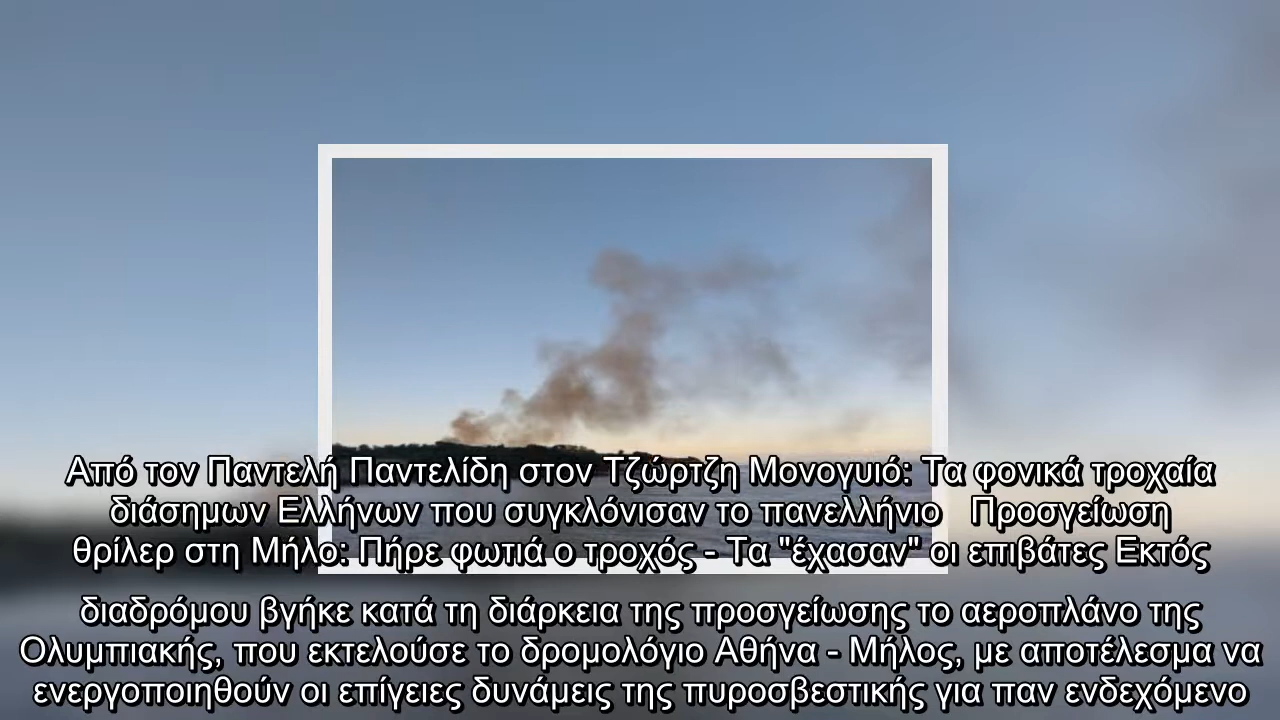 Από τον Παντελή Παντελίδη στον Τζώρτζη Μονογυιό: Τα φονικά τροχαία
διάσημων Ελλήνων που συγκλόνισαν το πανελλήνιο   Προσγείωση
θρίλερ στη Μήλο: Πήρε φωτιά ο τροχός - Τα "έχασαν" οι επιβάτες Εκτός
διαδρόμου βγήκε κατά τη διάρκεια της προσγείωσης το αεροπλάνο της
Ολυμπιακής, που εκτελούσε το δρομολόγιο Αθήνα - Μήλος, με αποτέλεσμα να
ενεργοποιηθούν οι επίγειες δυνάμεις της πυροσβεστικής για παν ενδεχόμενο